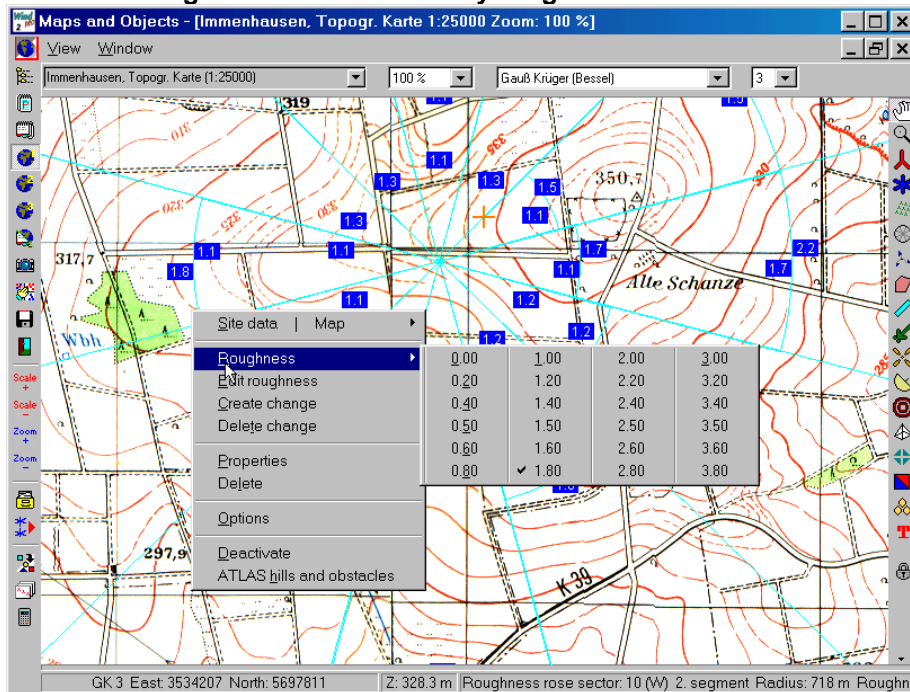 Maps and Objects - [Immenhausen, Topogr. Karte 1:25000 Zoom: 100 %]
View Window
Immenhausen, Topogr. Karte (1:25000) 100 % Gauß Krüger (Bessel) 3
319
310
335
330
1.1
1.3
1.3
1.5
350,7
320
325
308
1.3
1.1
317,7
1.1
1.1
1.7
2.2
1.8
1.1
1.7
Alte Schanze
1.1
1.2
Wbh
1.2
1.2
Site data | Map
Roughness
Edit roughness
Create change
Delete change
Properties
Delete
Options
Deactivate
ATLAS hills and obstacles
0.00 1.00 2.00 3.00
0.20 1.20 2.20 3.20
0.40 1.40 2.40 3.40
0.50 1.50 2.50 3.50
0.60 1.60 2.60 3.60
0.80 1.80 2.80 3.80
Scale +
Scale −
Zoom +
Zoom −
297,9
K 39
GK 3 East: 3534207 North: 5697811 Z: 328.3 m Roughness rose sector: 10 (W) 2. segment Radius: 718 m Roughn